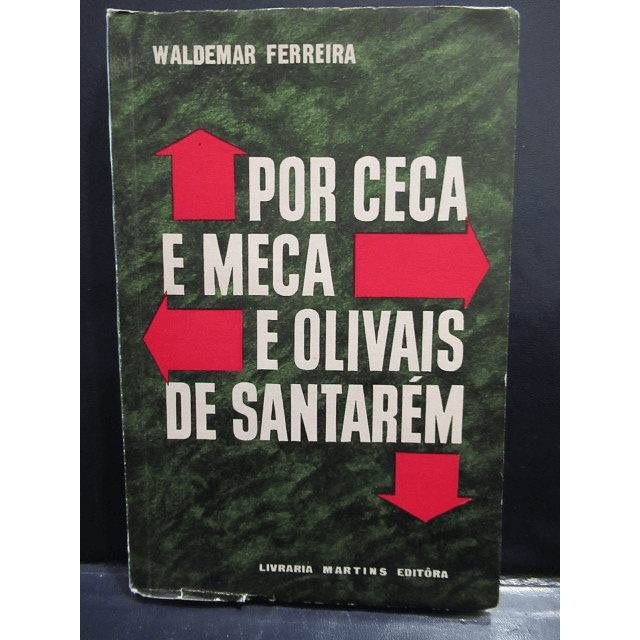 WALDEMAR FERREIRA
POR CECA
E MECA
E OLIVAIS
DE SANTARÉM
LIVRARIA MARTINS EDITÔRA